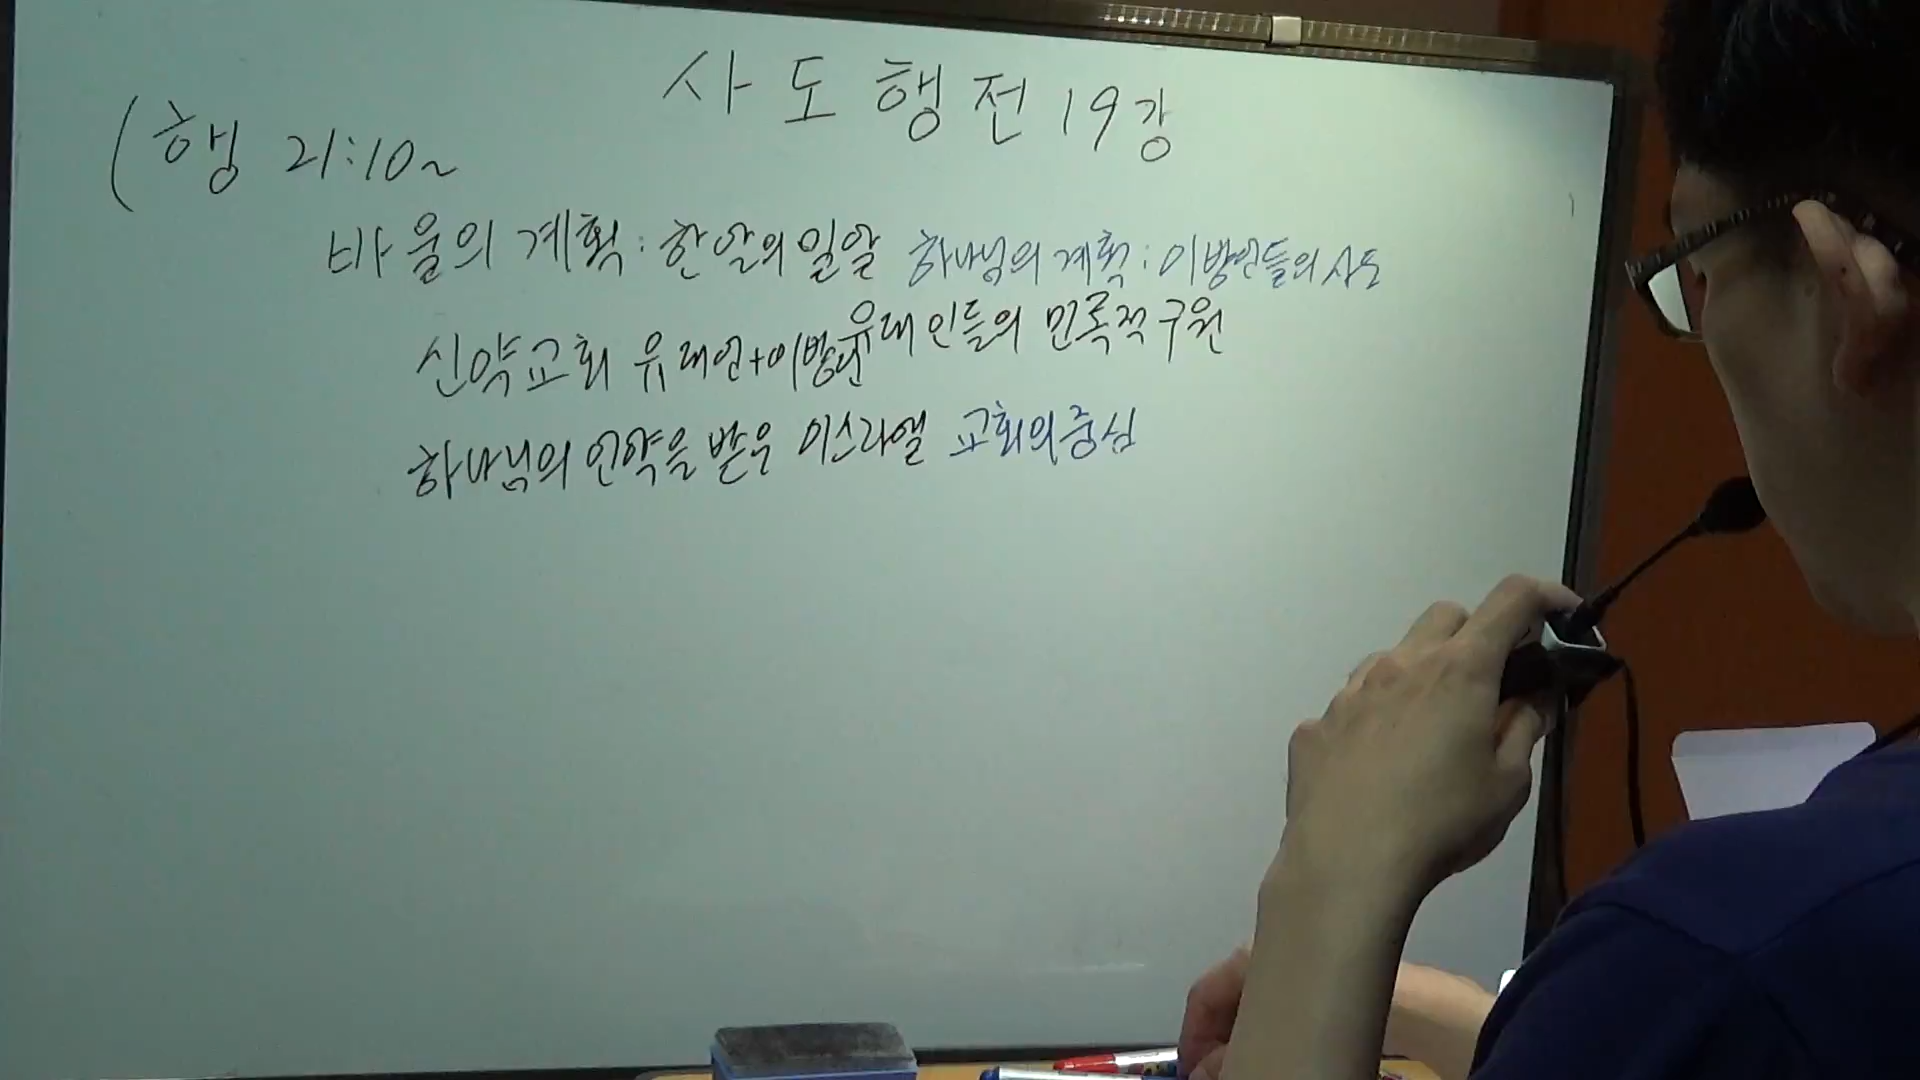 사도행전 19강
(행 21:10~
바울의 계획: 한알의 밀알 하나님의 계획: 이방인들의 사도
유대인들의 민족적 구원
신약교회 유대인+이방인
하나님의 언약을 받은 이스라엘 교회의 중심